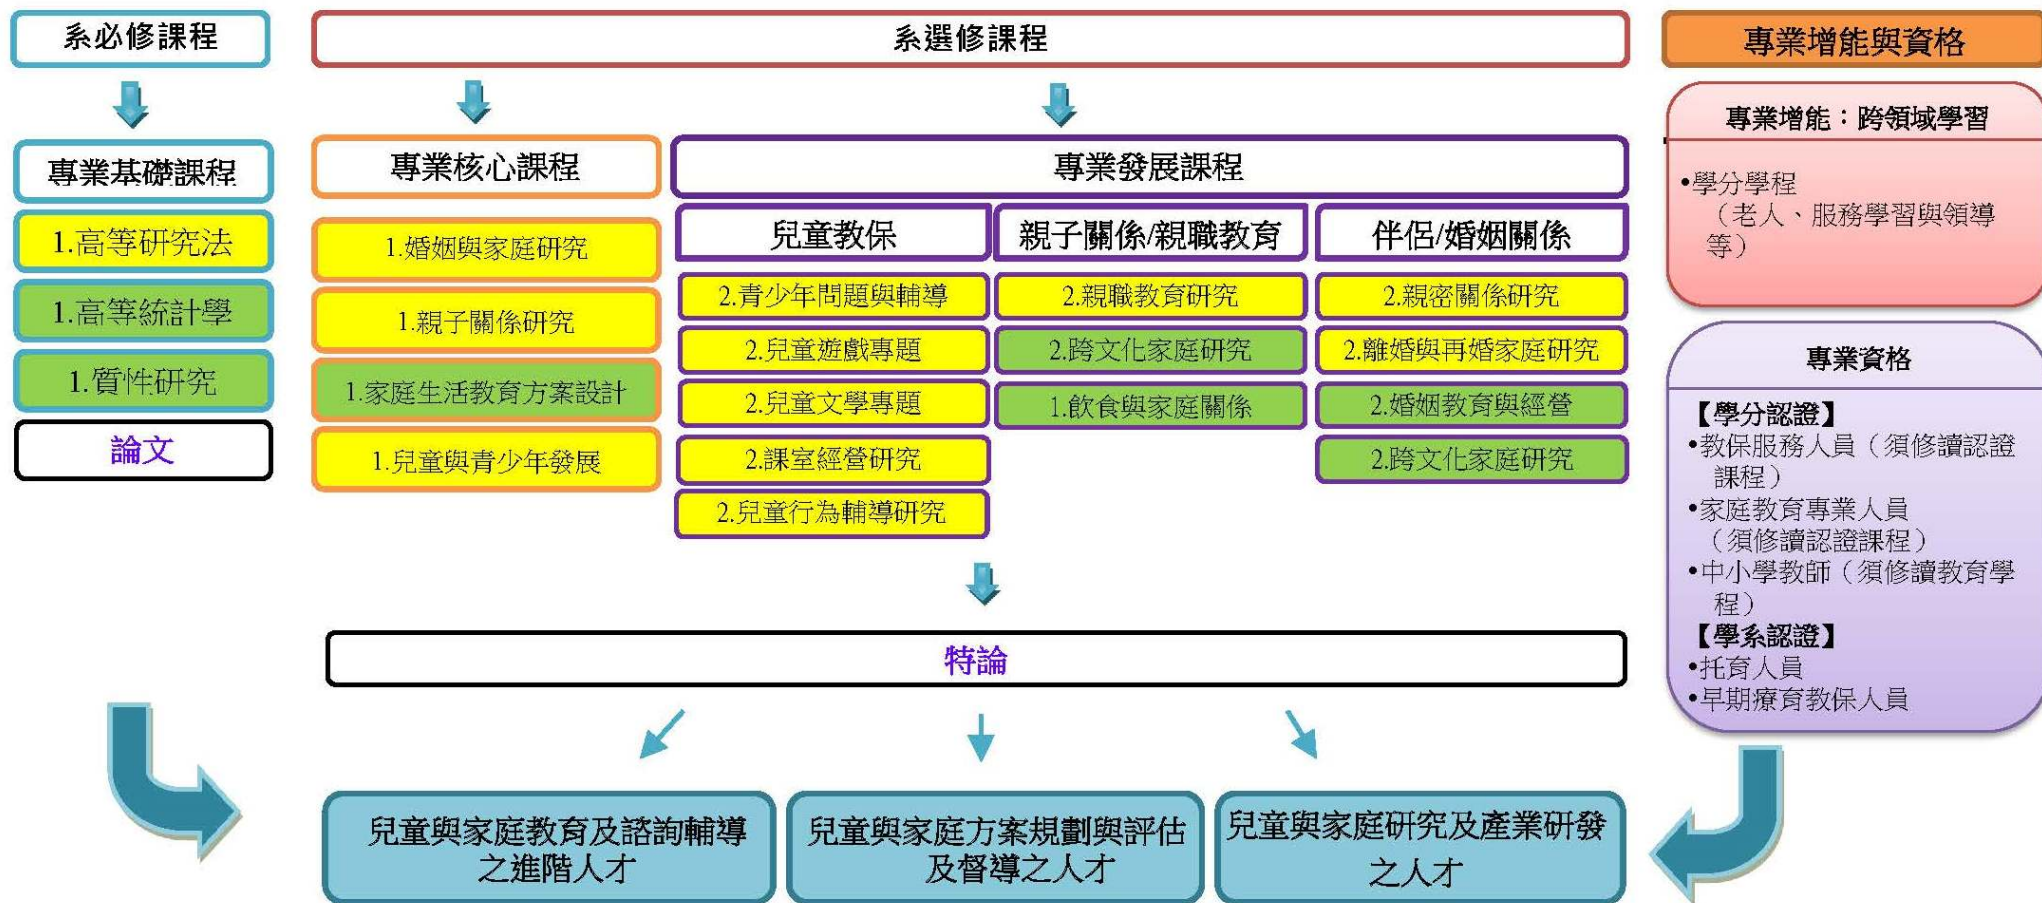 系必修課程
系選修課程
專業增能與資格
專業基礎課程
1.高等研究法
1.高等統計學
1.質性研究
論文
專業核心課程
1.婚姻與家庭研究
1.親子關係研究
1.家庭生活教育方案設計
1.兒童與青少年發展
專業發展課程
兒童教保
2.青少年問題與輔導
2.兒童遊戲專題
2.兒童文學專題
2.課室經營研究
2.兒童行為輔導研究
親子關係/親職教育
2.親職教育研究
2.跨文化家庭研究
1.飲食與家庭關係
伴侶/婚姻關係
2.親密關係研究
2.離婚與再婚家庭研究
2.婚姻教育與經營
2.跨文化家庭研究
特論
兒童與家庭教育及諮詢輔導
之進階人才
兒童與家庭方案規劃與評估
及督導之人才
兒童與家庭研究及產業研發
之人才
專業增能：跨領域學習
•學分學程
（老人、服務學習與領導
等）
專業資格
【學分認證】
•教保服務人員（須修讀認證
課程）
•家庭教育專業人員
（須修讀認證課程）
•中小學教師（須修讀教育學
程）
【學系認證】
•托育人員
•早期療育教保人員